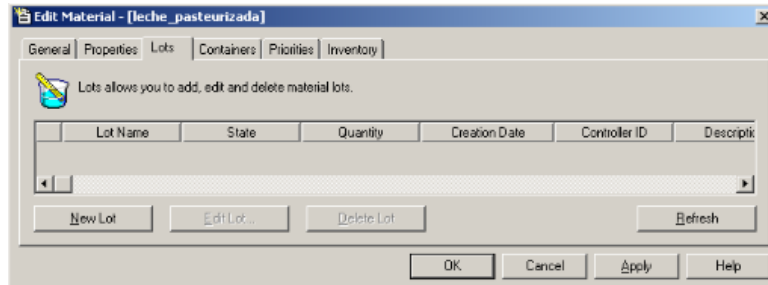 Edit Material - [leche_pasteurizada]
General Properties Lots Containers Priorities Inventory
Lots allows you to add, edit and delete material lots.
Lot Name State Quantity Creation Date Controller ID Descriptic
New Lot Edit Lot... Delete Lot Refresh
OK Cancel Apply Help